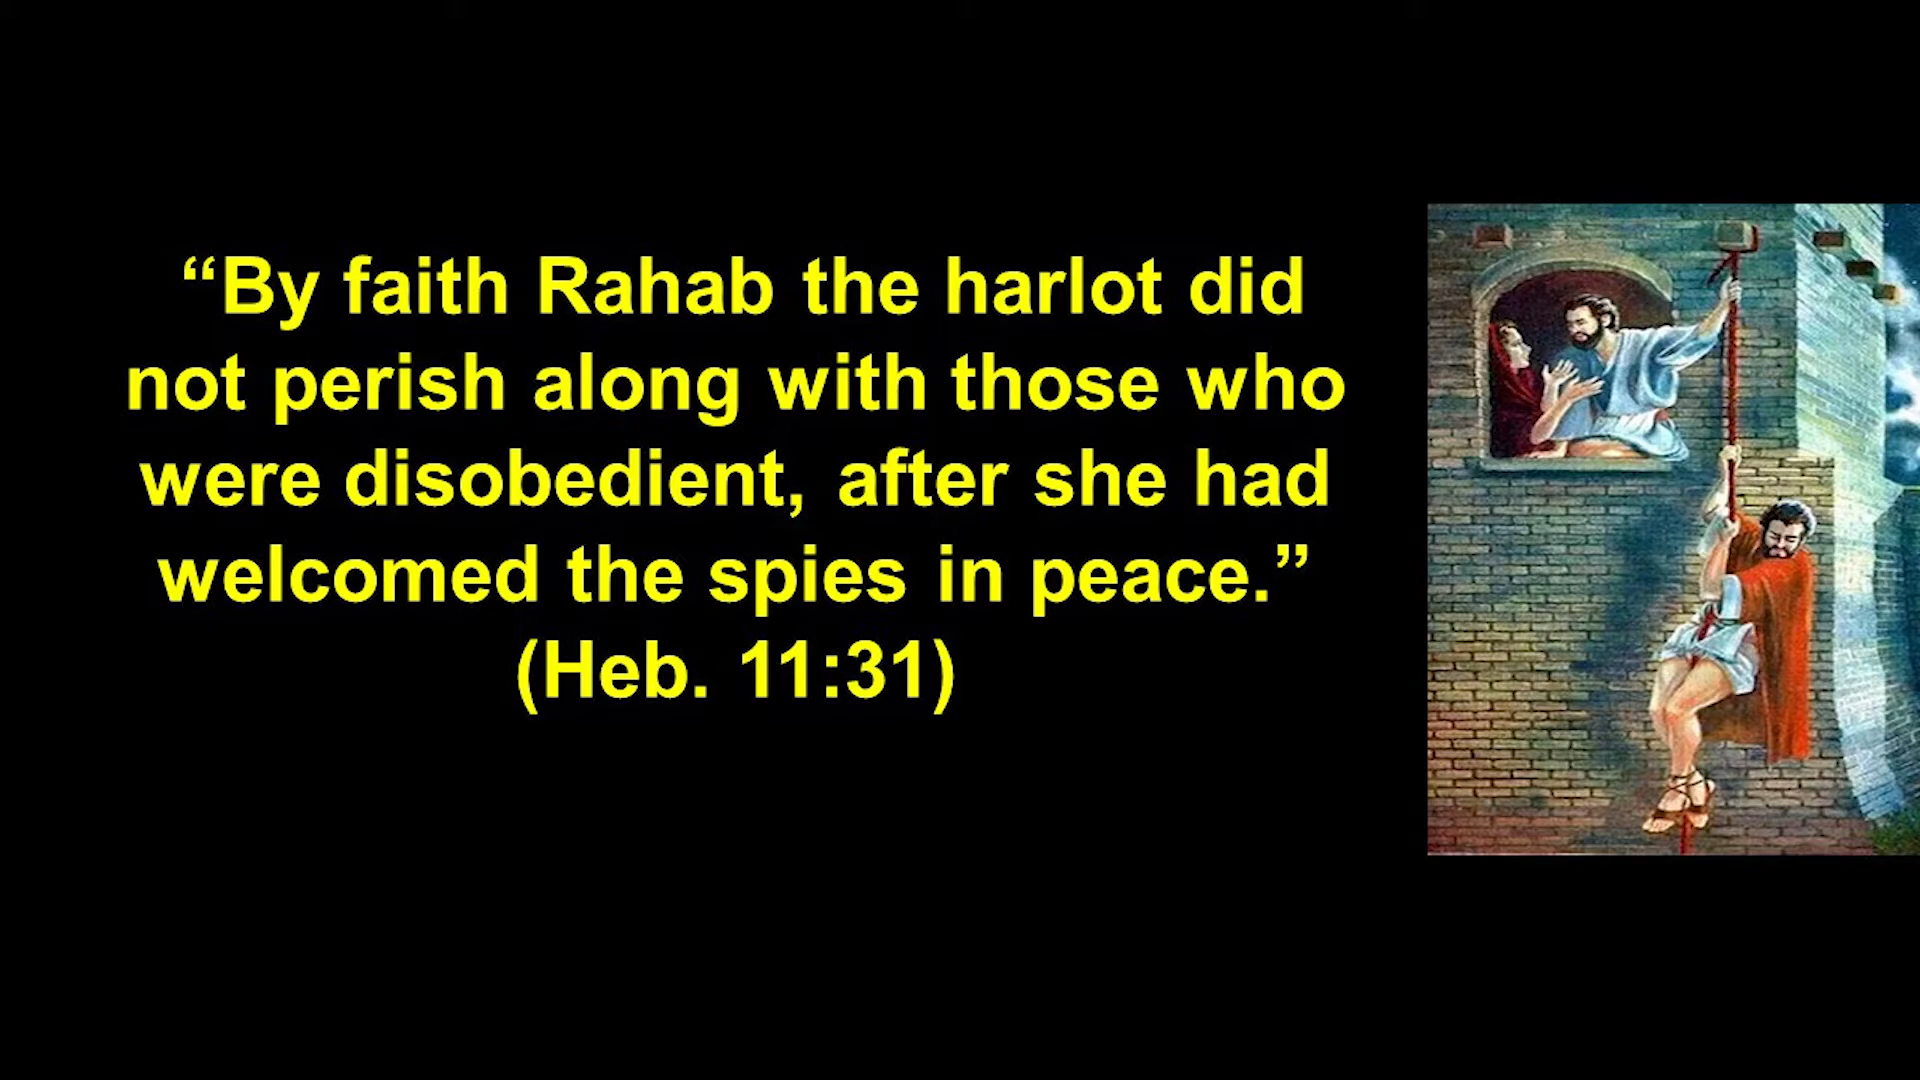 “By faith Rahab the harlot did
not perish along with those who
were disobedient, after she had
welcomed the spies in peace.”
(Heb. 11:31)